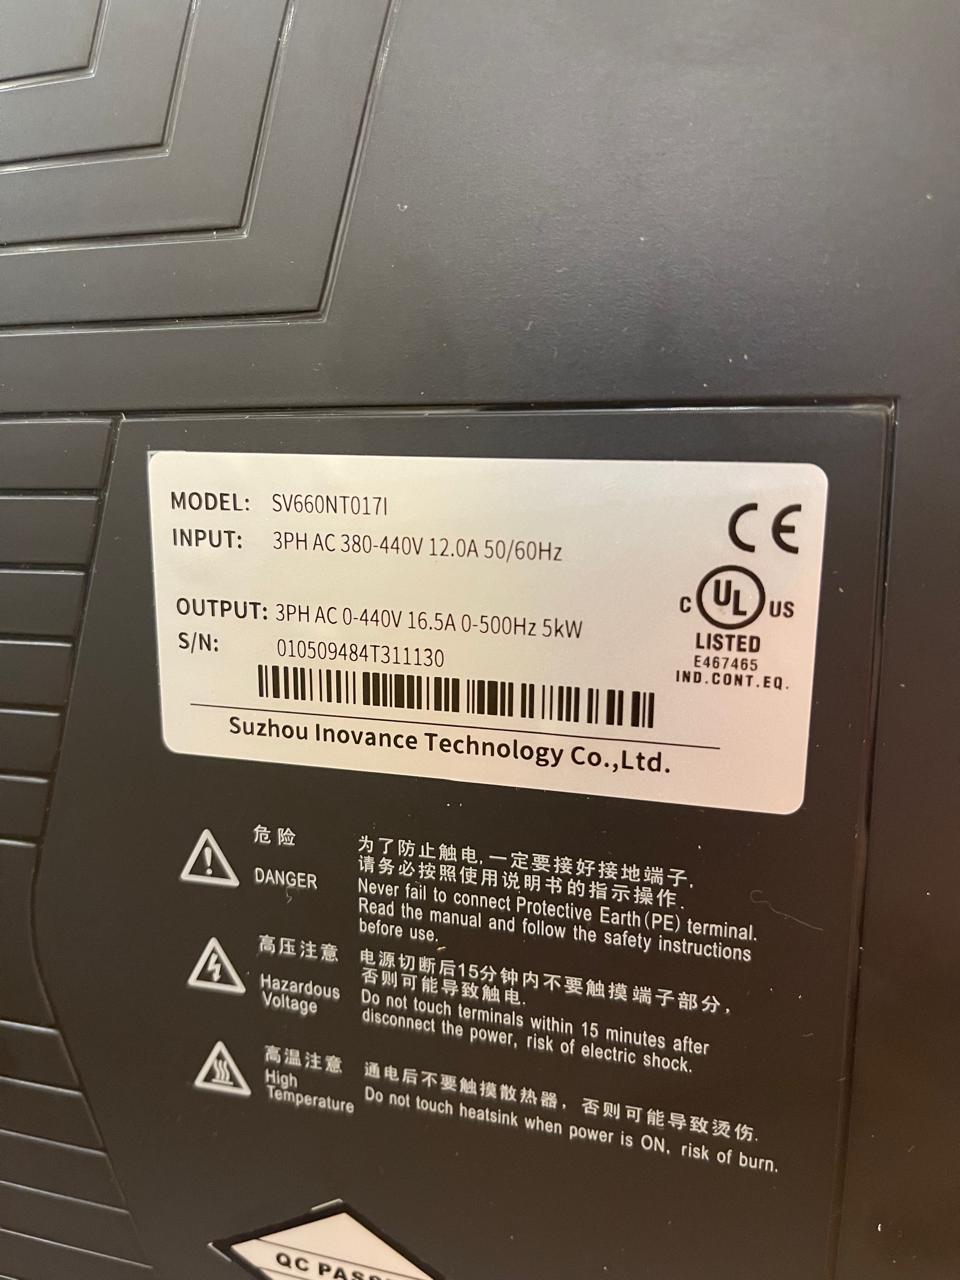 MODEL: SV660NT017I
INPUT: 3PH AC 380-440V 12.0A 50/60Hz
OUTPUT: 3PH AC 0-440V 16.5A 0-500Hz 5kW
S/N: 010509484T311130
CE
C UL US
LISTED
E467465
IND.CONT.EQ.
Suzhou Inovance Technology Co.,Ltd.
危险
DANGER
为了防止触电,一定要接好接地端子.
请务必按照使用说明书的指示操作.
Never fail to connect Protective Earth(PE) terminal.
Read the manual and follow the safety instructions
before use.
高压注意
Hazardous
Voltage
电源切断后15分钟内不要触摸端子部分,
否则可能导致触电.
Do not touch terminals within 15 minutes after
disconnect the power, risk of electric shock.
高温注意
High
Temperature
通电后不要触摸散热器，否则可能导致烫伤.
Do not touch heatsink when power is ON, risk of burn.
QC